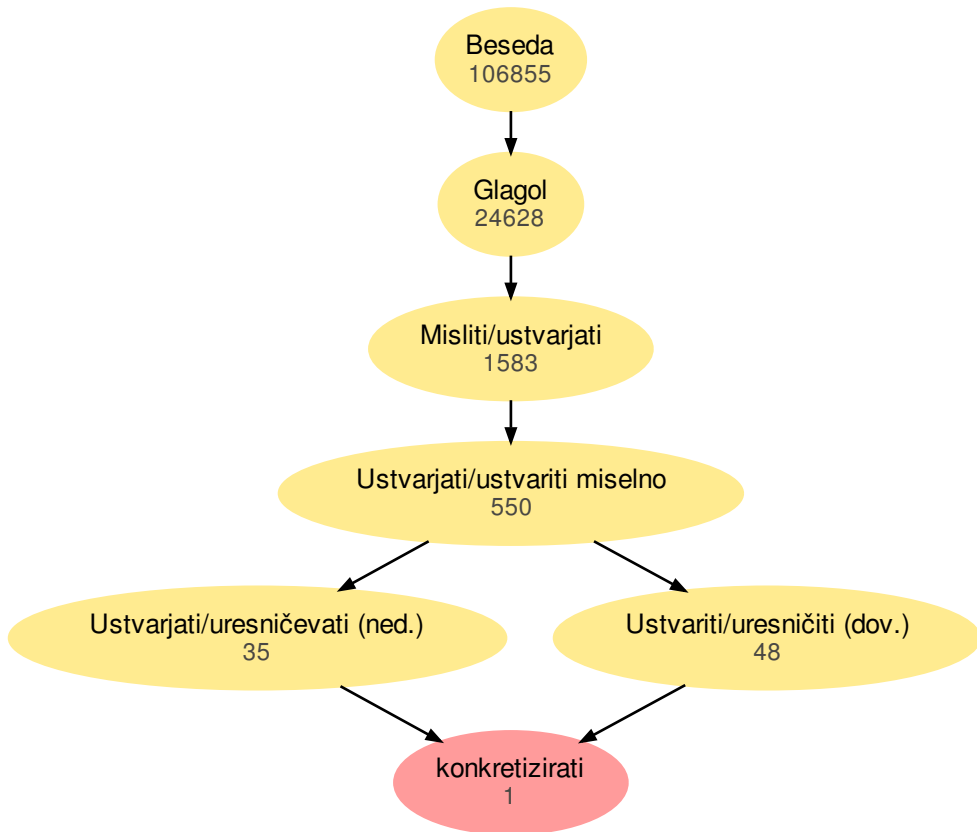 Beseda
106855
Glagol
24628
Misliti/ustvarjati
1583
Ustvarjati/ustvariti miselno
550
Ustvarjati/uresničevati (ned.)
35
Ustvariti/uresničiti (dov.)
48
konkretizirati
1